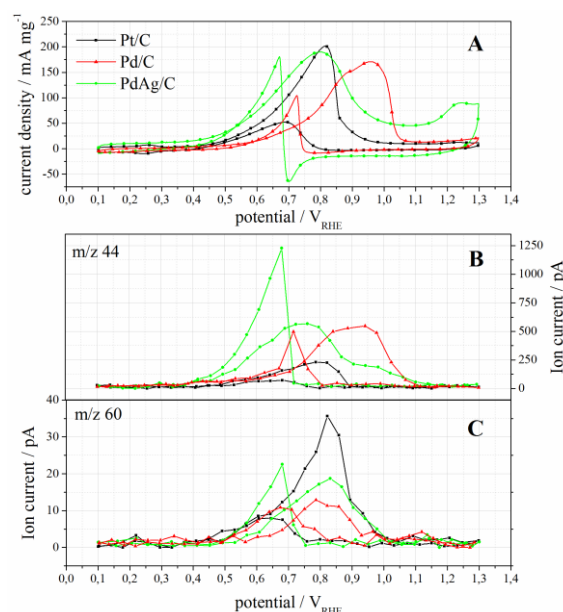 A
Pt/C
Pd/C
PdAg/C
current density / mA mg⁻¹
250
200
150
100
50
0
-50
0,0 0,1 0,2 0,3 0,4 0,5 0,6 0,7 0,8 0,9 1,0 1,1 1,2 1,3 1,4
potential / V_RHE
m/z 44
B
1250
1000
750
500
250
0
Ion current / pA
m/z 60
C
40
30
20
10
0
Ion current / pA
0,0 0,1 0,2 0,3 0,4 0,5 0,6 0,7 0,8 0,9 1,0 1,1 1,2 1,3 1,4
potential / V_RHE